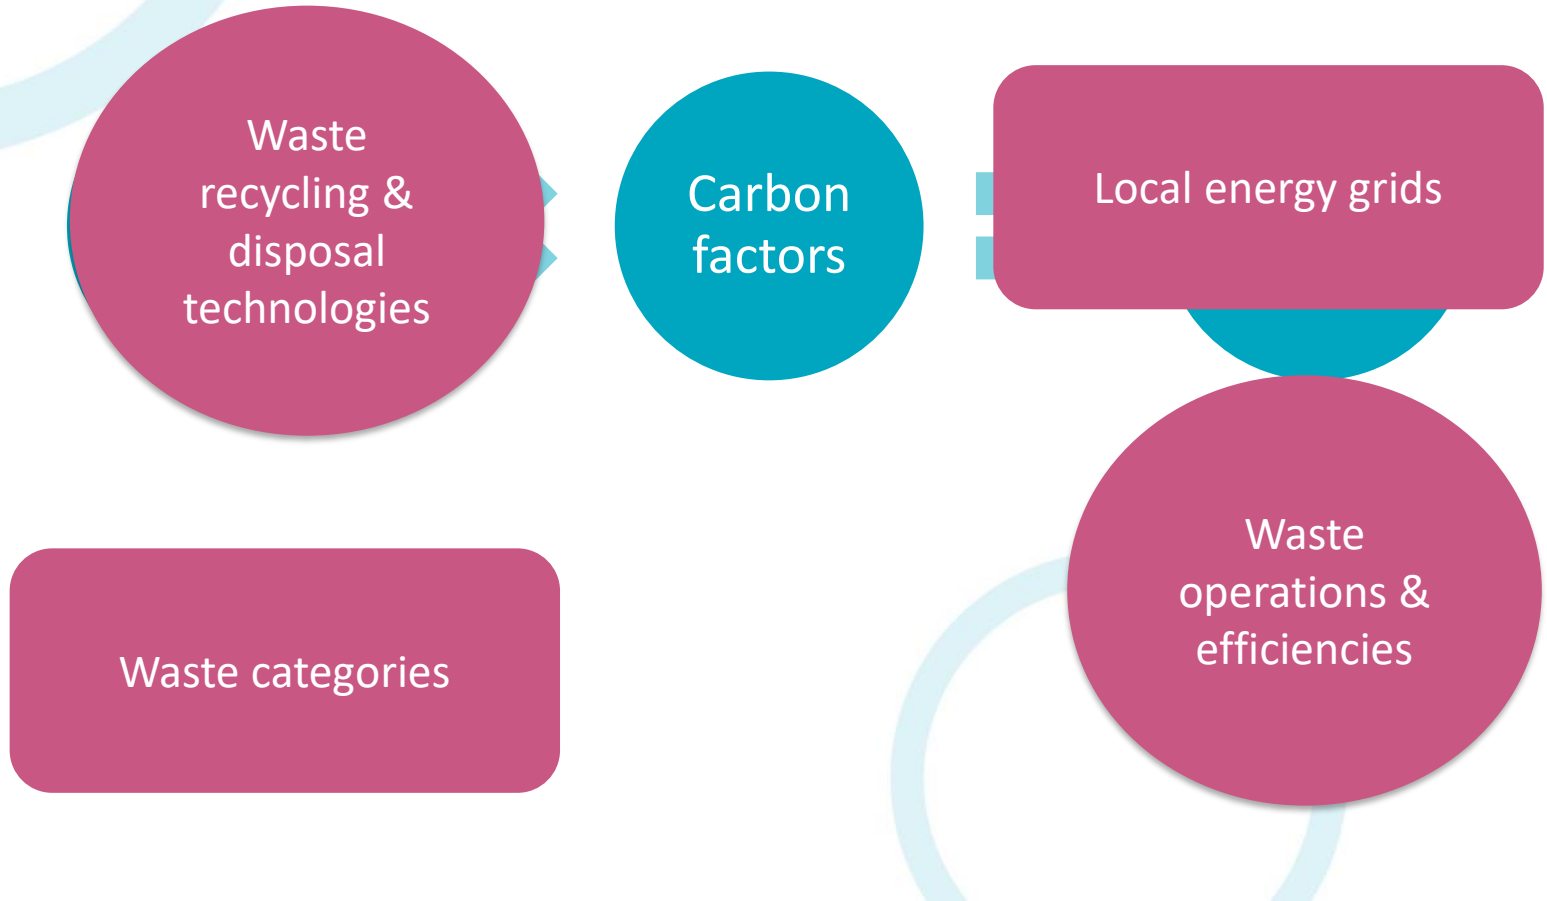 Waste
recycling &
disposal
technologies
Carbon
factors
Local energy grids
Waste
operations &
efficiencies
Waste categories